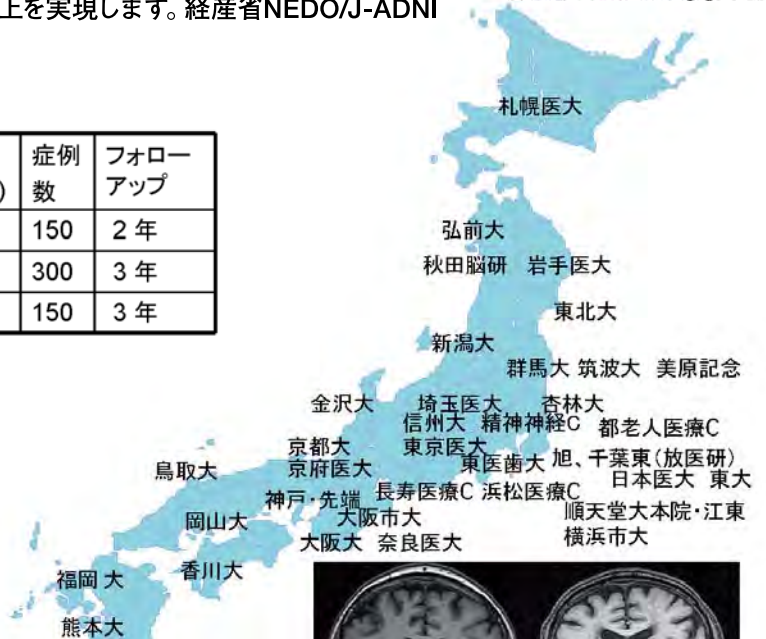 上を実現します。経産省NEDO/J-ADNI
症例数 フォローアップ
150 2年
300 3年
150 3年
札幌医大
弘前大
秋田脳研 岩手医大
東北大
新潟大
群馬大 筑波大 美原記念
金沢大 埼玉医大 杏林大
信州大 精神神経C 都老人医療C
京都大 東京医大
鳥取大 京府医大 東医歯大 旭、千葉東(放医研)
日本医大 東大
神戸・先端 長寿医療C 浜松医療C
岡山大 大阪市大 順天堂大本院・江東
大阪大 奈良医大 横浜市大
福岡大 香川大
熊本大